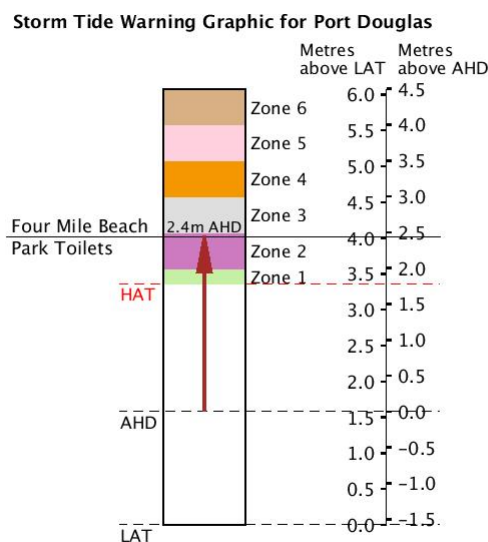 Storm Tide Warning Graphic for Port Douglas
Metres
above LAT
Metres
above AHD
Zone 6
Zone 5
Zone 4
Zone 3
Zone 2
Zone 1
2.4m AHD
Four Mile Beach
Park Toilets
HAT
AHD
LAT
6.0
5.5
5.0
4.5
4.0
3.5
3.0
2.5
2.0
1.5
1.0
0.5
0.0
4.5
4.0
3.5
3.0
2.5
2.0
1.5
1.0
0.5
0.0
−0.5
−1.0
−1.5